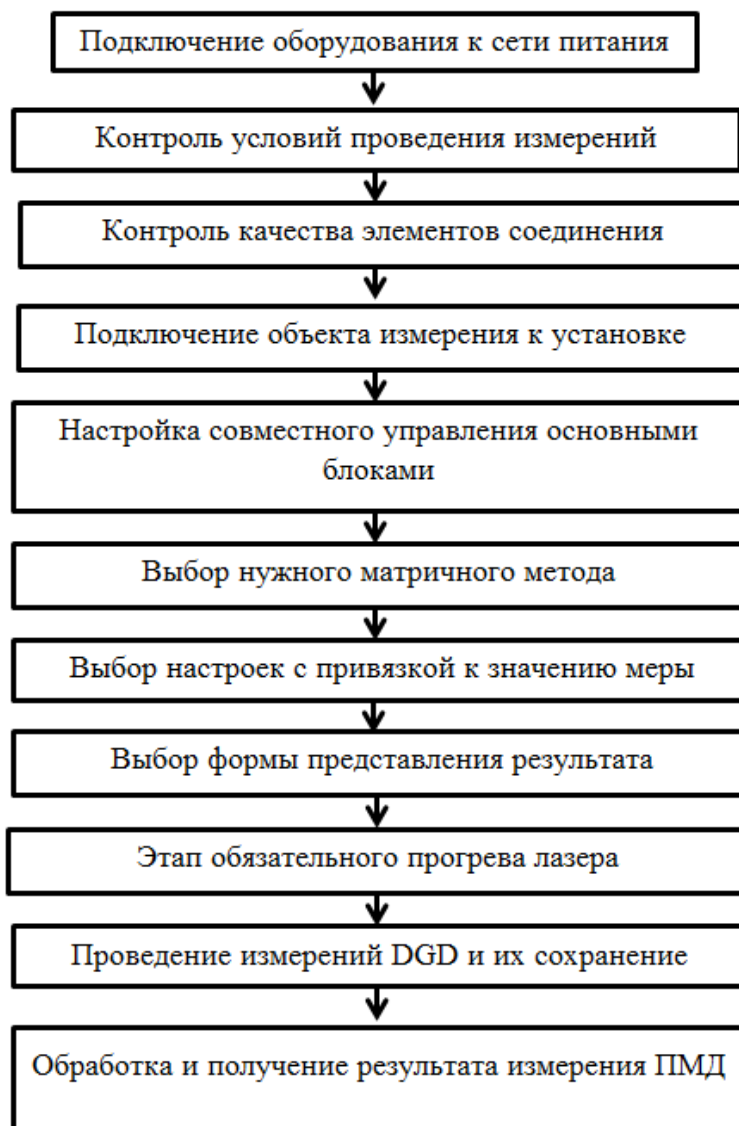 Подключение оборудования к сети питания
Контроль условий проведения измерений
Контроль качества элементов соединения
Подключение объекта измерения к установке
Настройка совместного управления основными
блоками
Выбор нужного матричного метода
Выбор настроек с привязкой к значению меры
Выбор формы представления результата
Этап обязательного прогрева лазера
Проведение измерений DGD и их сохранение
Обработка и получение результата измерения ПМД